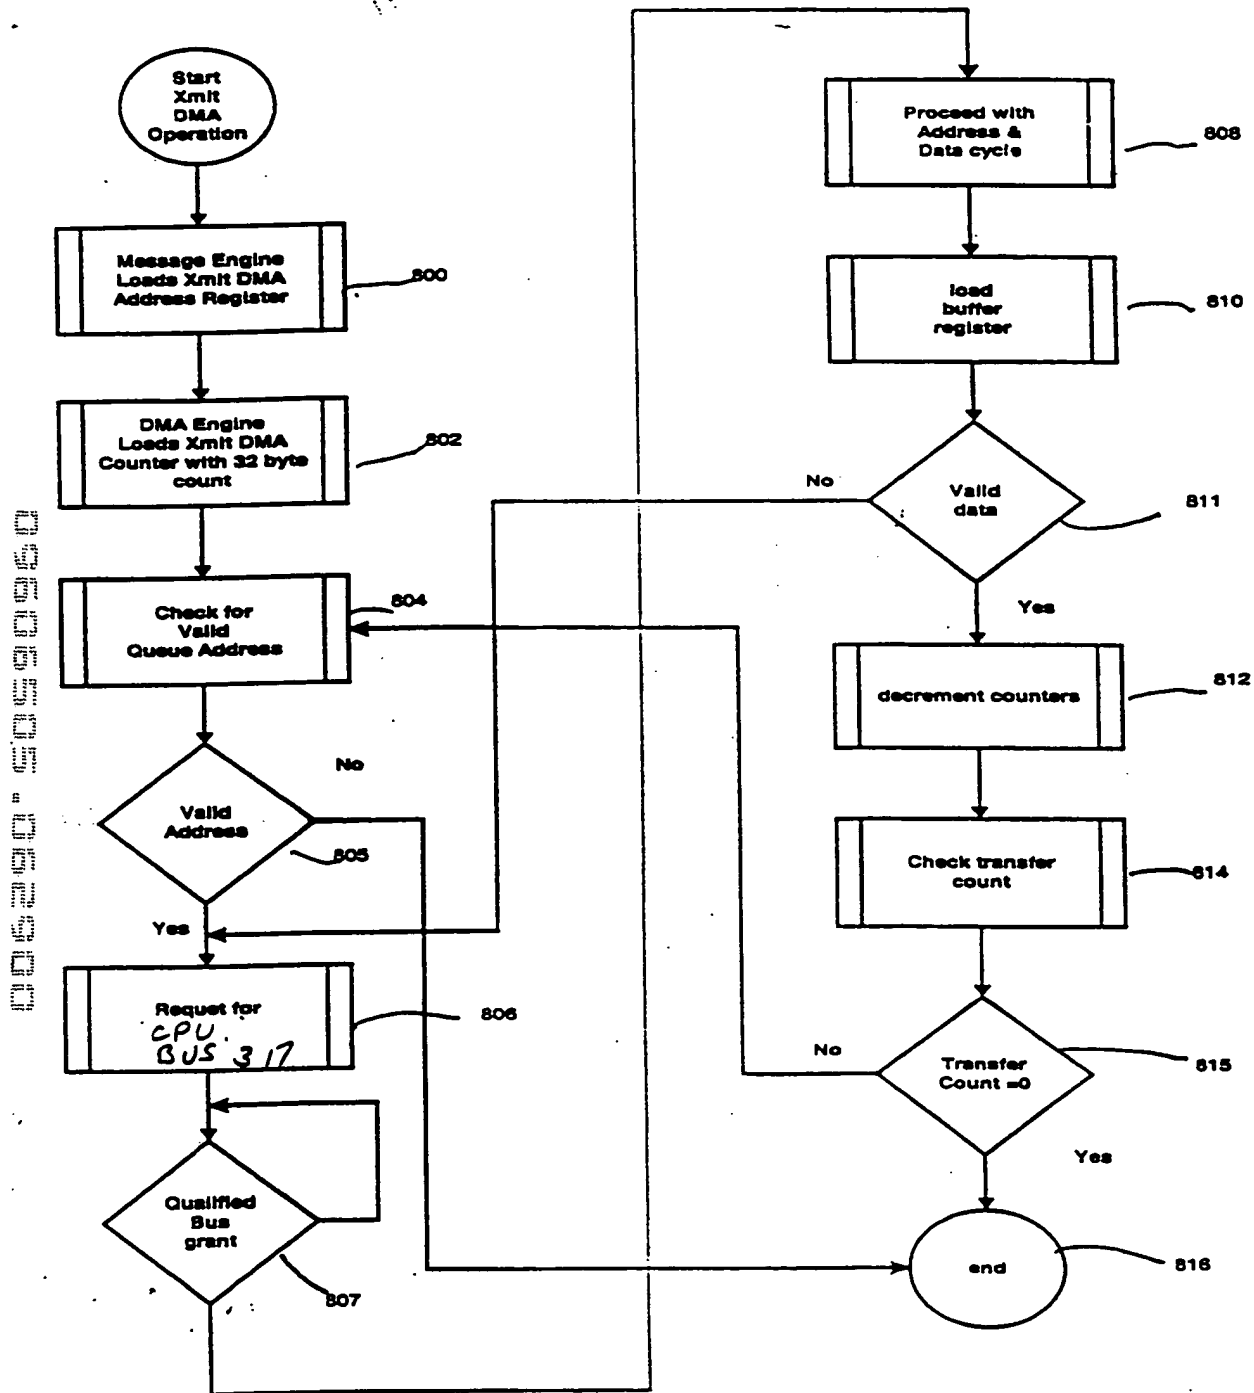 Start
Xmit
DMA
Operation
Message Engine
Loads Xmit DMA
Address Register
800
DMA Engine
Loads Xmit DMA
Counter with 32 byte
count
802
Check for
Valid
Queue Address
804
Valid
Address
805
No
Yes
Requet for
CPU
BUS 317
806
Qualified
Bus
grant
807
Proceed with
Address &
Data cycle
808
load
buffer
register
810
Valid
data
811
No
Yes
decrement counters
812
Check transfer
count
814
Transfer
Count =0
815
No
Yes
end
816